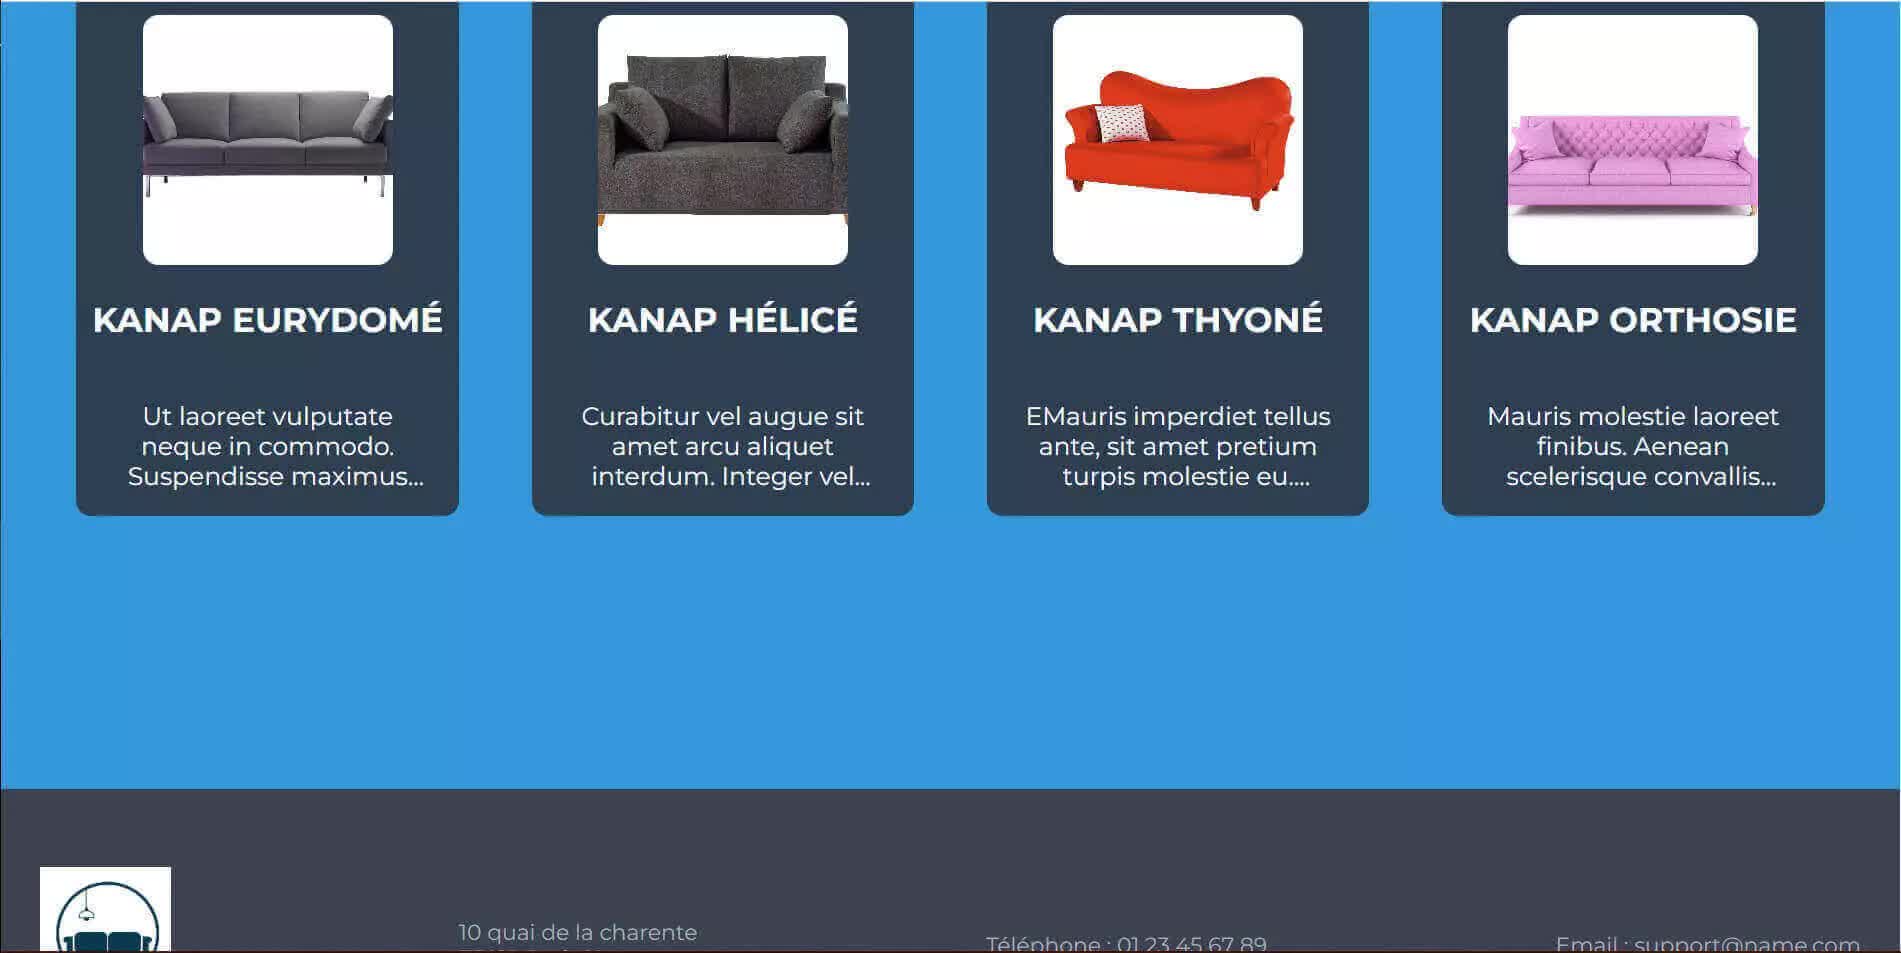 KANAP EURYDOMÉ
Ut laoreet vulputate
neque in commodo.
Suspendisse maximus...
KANAP HÉLICÉ
Curabitur vel augue sit
amet arcu aliquet
interdum. Integer vel...
KANAP THYONÉ
EMauris imperdiet tellus
ante, sit amet pretium
turpis molestie eu....
KANAP ORTHOSIE
Mauris molestie laoreet
finibus. Aenean
scelerisque convallis...
10 quai de la charente
Téléphone : 01 23 45 67 89
Email : support@name.com